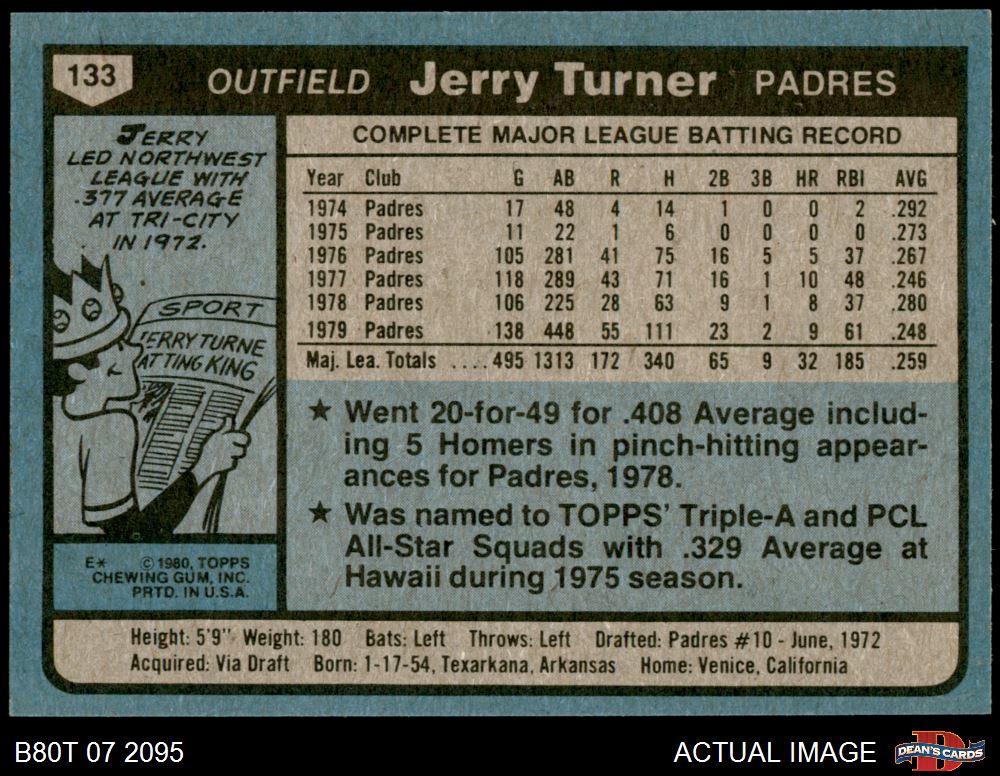 133
OUTFIELD Jerry Turner PADRES
JERRY
LED NORTHWEST
LEAGUE WITH
.377 AVERAGE
AT TRI-CITY
IN 1972.
SPORT
JERRY TURNE
ATTING KING
E* © 1980, TOPPS
CHEWING GUM, INC.
PRTD. IN U.S.A.
COMPLETE MAJOR LEAGUE BATTING RECORD
Year Club G AB R H 2B 3B HR RBI AVG
1974 Padres 17 48 4 14 1 0 0 2 .292
1975 Padres 11 22 1 6 0 0 0 0 .273
1976 Padres 105 281 41 75 16 5 5 37 .267
1977 Padres 118 289 43 71 16 1 10 48 .246
1978 Padres 106 225 28 63 9 1 8 37 .280
1979 Padres 138 448 55 111 23 2 9 61 .248
Maj. Lea. Totals ....495 1313 172 340 65 9 32 185 .259
★ Went 20-for-49 for .408 Average includ-
ing 5 Homers in pinch-hitting appear-
ances for Padres, 1978.
★ Was named to TOPPS' Triple-A and PCL
All-Star Squads with .329 Average at
Hawaii during 1975 season.
Height: 5'9" Weight: 180 Bats: Left Throws: Left Drafted: Padres #10 - June, 1972
Acquired: Via Draft Born: 1-17-54, Texarkana, Arkansas Home: Venice, California
B80T 07 2095
ACTUAL IMAGE
DEAN'S CARDS